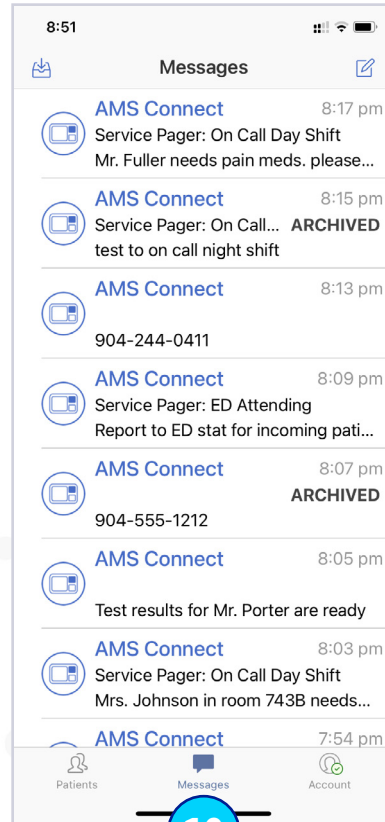 8:51
Messages
AMS Connect 8:17 pm
Service Pager: On Call Day Shift
Mr. Fuller needs pain meds. please...
AMS Connect 8:15 pm
Service Pager: On Call... ARCHIVED
test to on call night shift
AMS Connect 8:13 pm
904-244-0411
AMS Connect 8:09 pm
Service Pager: ED Attending
Report to ED stat for incoming pati...
AMS Connect 8:07 pm
ARCHIVED
904-555-1212
AMS Connect 8:05 pm
Test results for Mr. Porter are ready
AMS Connect 8:03 pm
Service Pager: On Call Day Shift
Mrs. Johnson in room 743B needs...
AMS Connect 7:54 pm
Patients Messages Account